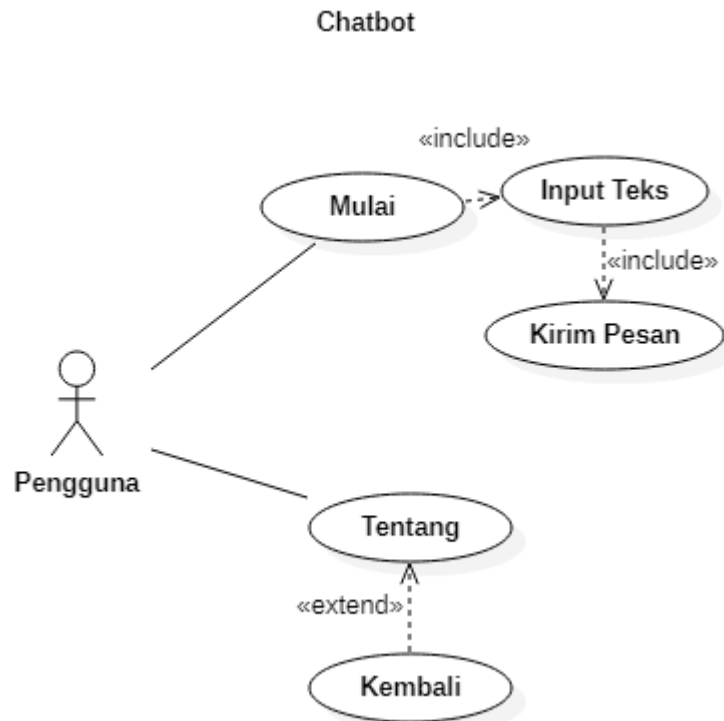 Chatbot
«include»
Mulai
Input Teks
«include»
Kirim Pesan
Pengguna
Tentang
«extend»
Kembali